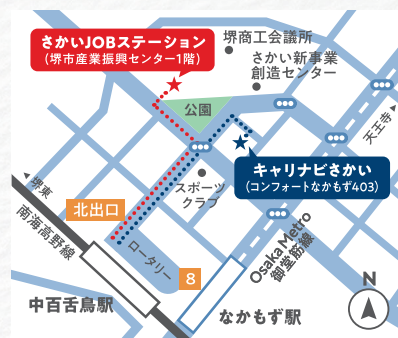 さかいJOBステーション
(堺市産業振興センター1階)
堺商工会議所
さかい新事業
創造センター
公園
天王寺
キャリナビさかい
(コンフォートなかもず403)
スポーツ
クラブ
堺東
北出口
南海高野線
ロータリー
8
Osaka Metro
御堂筋線
中百舌鳥駅
なかもず駅
N